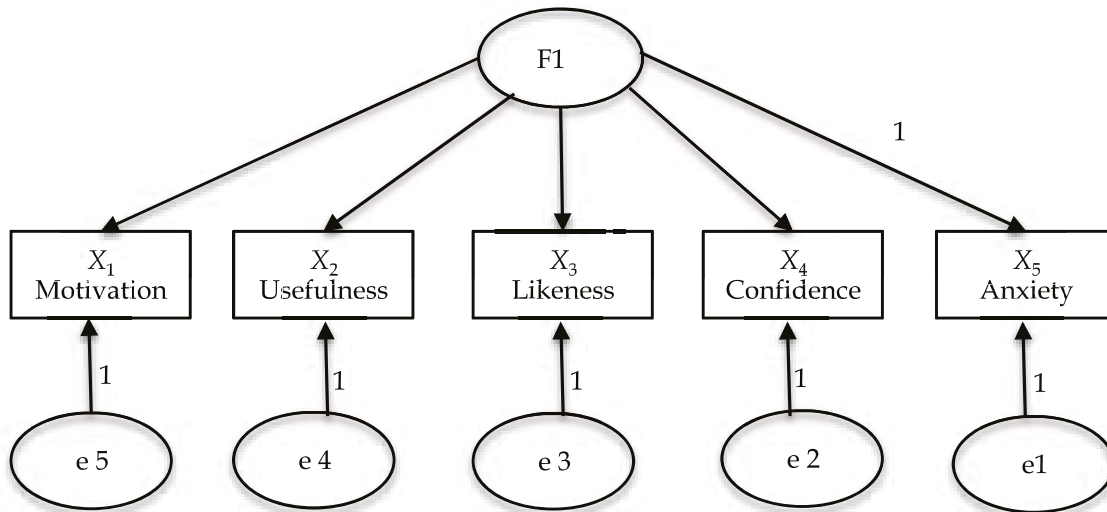 F1
1
X₁
Motivation
X₂
Usefulness
X₃
Likeness
X₄
Confidence
X₅
Anxiety
1
1
1
1
1
e 5
e 4
e 3
e 2
e1